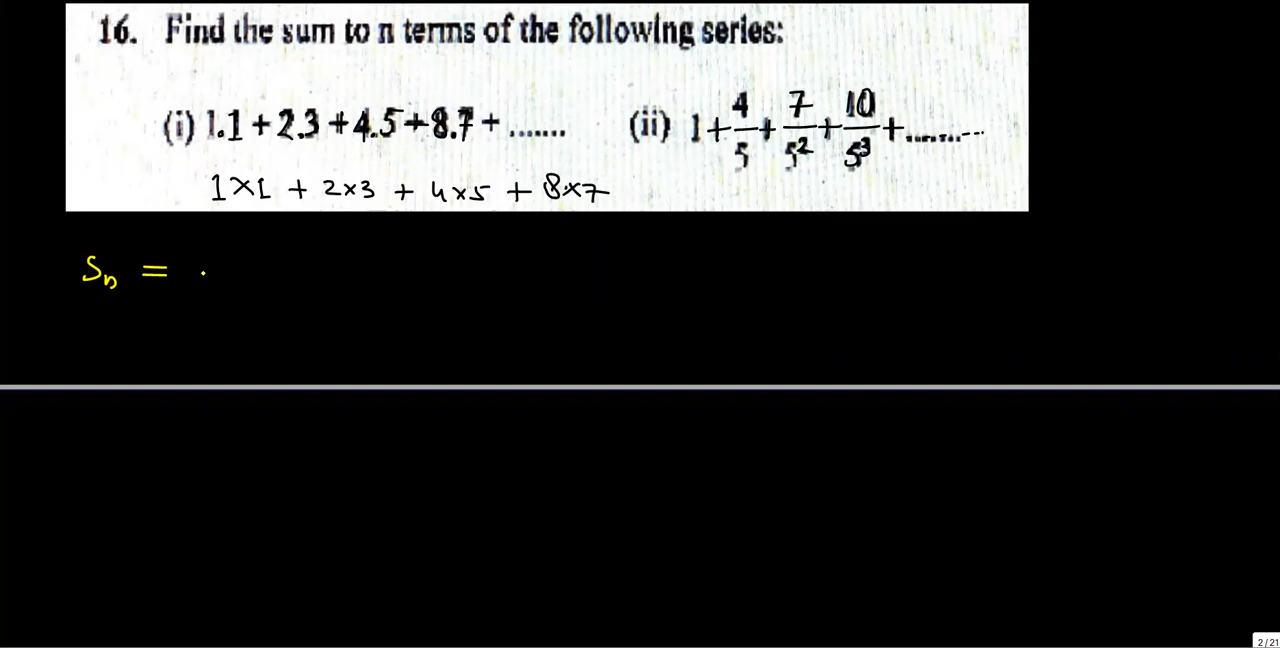 16. Find the sum to n terms of the following series:
(i) 1.1 + 2.3 + 4.5 + 8.7 + ....... (ii) 1 + 4/5 + 7/5² + 10/5³ + ..........
1×1 + 2×3 + 4×5 + 8×7
Sn = .
2/21